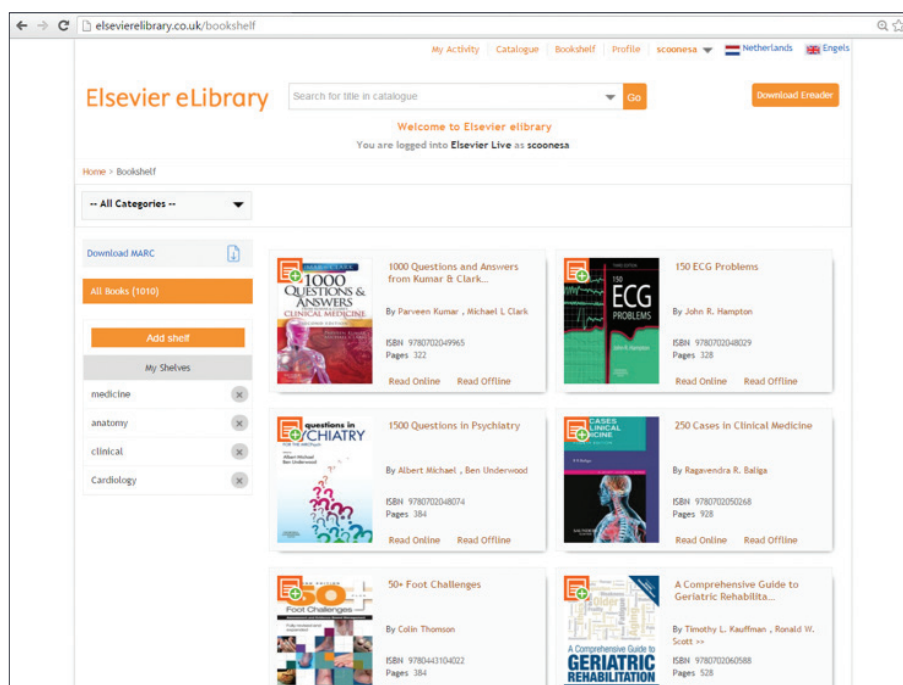 elsevierelibrary.co.uk/bookshelf
My Activity Catalogue Bookshelf Profile scoonesa Netherlands Engels
Elsevier eLibrary
Search for title in catalogue
Go
Download Ereader
Welcome to Elsevier elibrary
You are logged into Elsevier Live as scoonesa
Home > Bookshelf
-- All Categories --
Download MARC
All Books (1010)
Add shelf
My Shelves
medicine
anatomy
clinical
Cardiology
1000
QUESTIONS &
ANSWERS
CLINICAL MEDICINE
1000 Questions and Answers
from Kumar & Clark...
By Parveen Kumar , Michael L Clark
ISBN 9780702049965
Pages 322
Read Online Read Offline
150
ECG
PROBLEMS
John R. Hampton
150 ECG Problems
By John R. Hampton
ISBN 9780702048029
Pages 328
Read Online Read Offline
questions in
Albert Michael
Ben Underwood
1500 Questions in Psychiatry
By Albert Michael , Ben Underwood
ISBN 9780702048074
Pages 384
Read Online Read Offline
CASES
250 Cases in Clinical Medicine
By Ragavendra R. Baliga
ISBN 9780702050268
Pages 928
Read Online Read Offline
50+
Foot Challenges
50+ Foot Challenges
By Colin Thomson
ISBN 9780443104022
Pages 384
A Comprehensive Guide to
GERIATRIC
REHABILITATION
A Comprehensive Guide to
Geriatric Rehabilita...
By Timothy L. Kauffman , Ronald W.
Scott >>
ISBN 9780702060588
Pages 528